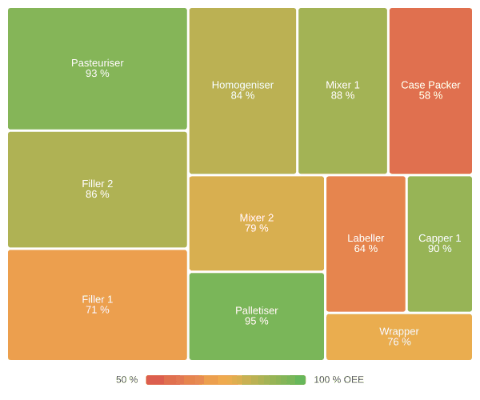 Pasteuriser
93 %
Homogeniser
84 %
Mixer 1
88 %
Case Packer
58 %
Filler 2
86 %
Mixer 2
79 %
Labeller
64 %
Capper 1
90 %
Filler 1
71 %
Palletiser
95 %
Wrapper
76 %
50 %
100 % OEE